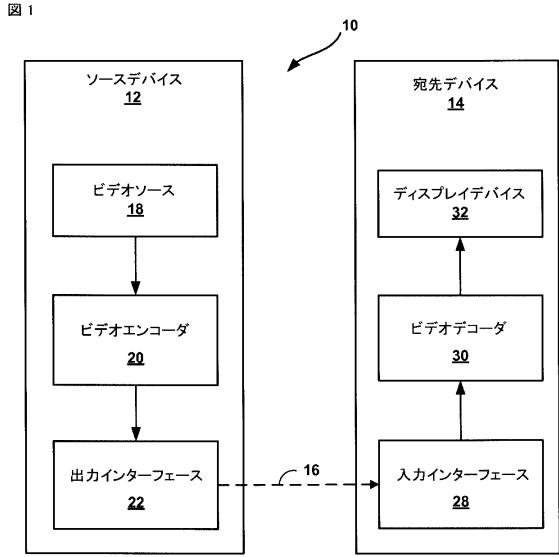 図 1
10
ソースデバイス
12
ビデオソース
18
ビデオエンコーダ
20
出力インターフェース
22
16
宛先デバイス
14
ディスプレイデバイス
32
ビデオデコーダ
30
入力インターフェース
28